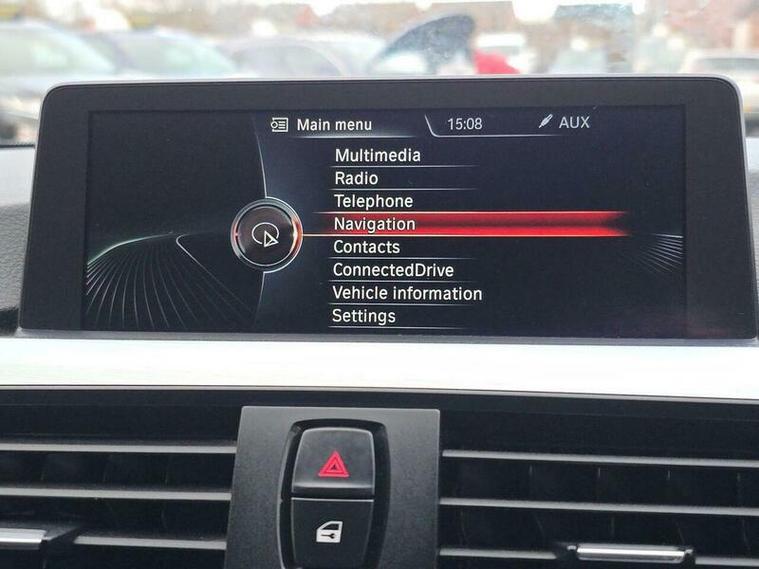 Main menu 15:08 AUX
Multimedia
Radio
Telephone
Navigation
Contacts
ConnectedDrive
Vehicle information
Settings